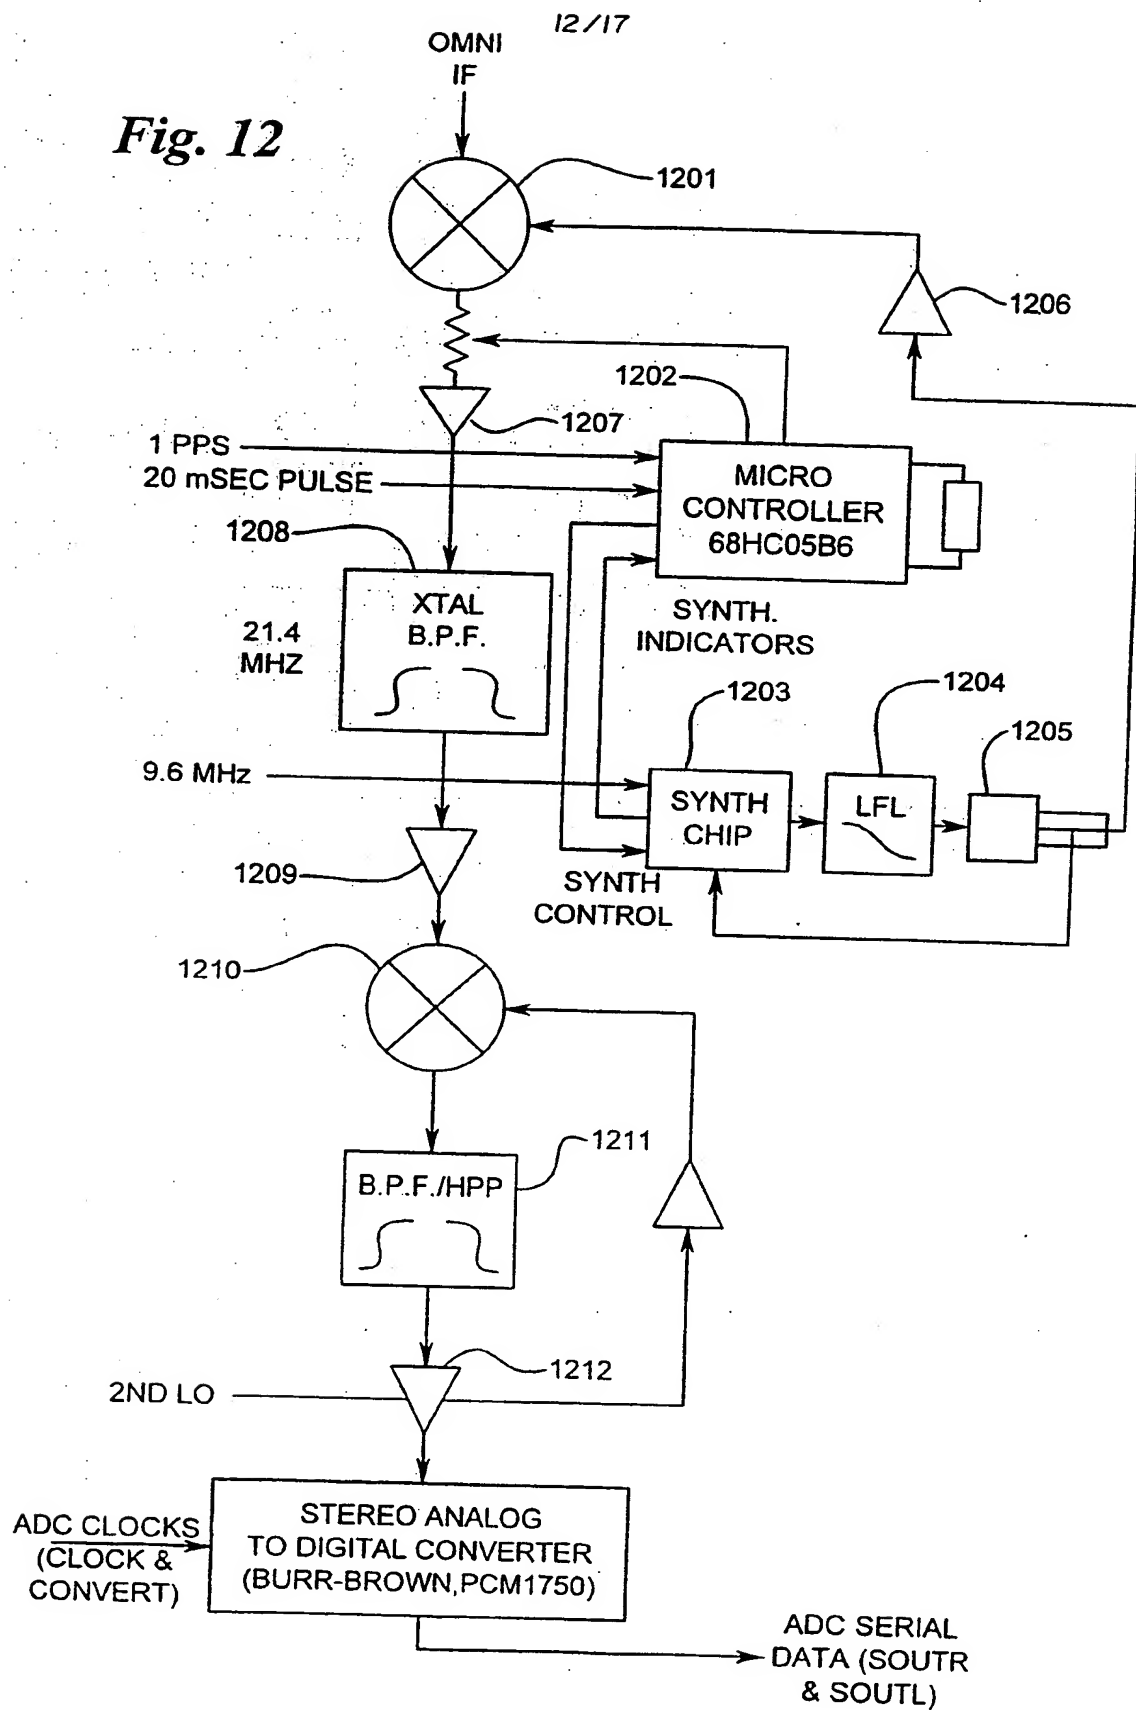 12/17
OMNI
IF
Fig. 12
1201
1206
1202
1207
1 PPS
20 mSEC PULSE
MICRO
CONTROLLER
68HC05B6
1208
XTAL
B.P.F.
21.4
MHZ
SYNTH.
INDICATORS
1203
1204
1205
9.6 MHz
SYNTH
CHIP
LFL
1209
SYNTH
CONTROL
1210
1211
B.P.F./HPP
1212
2ND LO
STEREO ANALOG
TO DIGITAL CONVERTER
(BURR-BROWN,PCM1750)
ADC CLOCKS
(CLOCK &
CONVERT)
ADC SERIAL
DATA (SOUTR
& SOUTL)